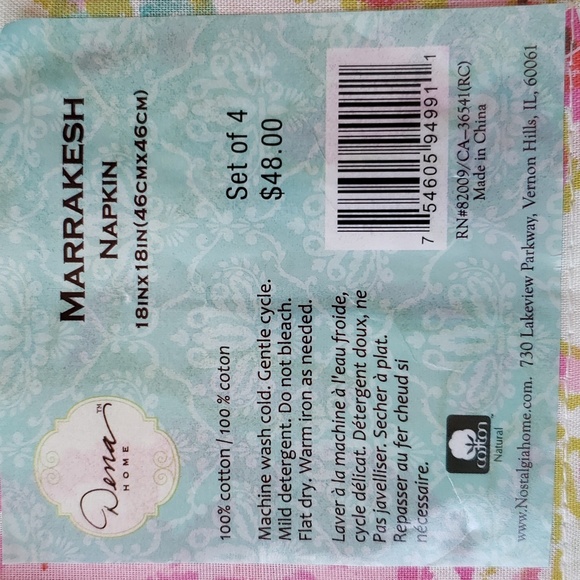 Dena™
HOME
MARRAKESH
NAPKIN
18INX18IN(46CMX46CM)
Set of 4
$48.00
100% cotton / 100 % coton
Machine wash cold. Gentle cycle.
Mild detergent. Do not bleach.
Flat dry. Warm iron as needed.
Laver à la machine à l'eau froide,
cycle délicat. Détergent doux, ne
Pas javelliser. Secher à plat.
Repasser au fer cheud si
nécessaire.
7 54605 94991 1
RN#82009/CA-36541(RC)
Made in China
cotton
Natural
www.Nostalgiahome.com. 730 Lakeview Parkway, Vernon Hills, IL, 60061